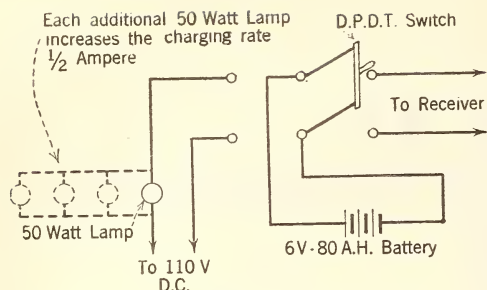 Each additional 50 Watt Lamp
increases the charging rate
1/2 Ampere
D.P.D.T. Switch
To Receiver
50 Watt Lamp
6V-80 A.H. Battery
To 110 V
D.C.